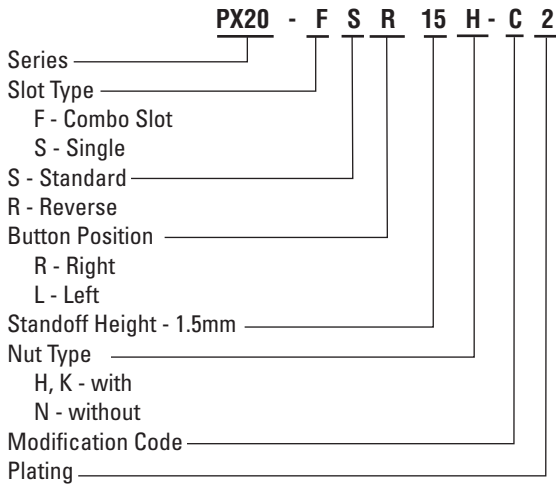 PX20 - F S R 15 H - C 2
Series
Slot Type
F - Combo Slot
S - Single
S - Standard
R - Reverse
Button Position
R - Right
L - Left
Standoff Height - 1.5mm
Nut Type
H, K - with
N - without
Modification Code
Plating